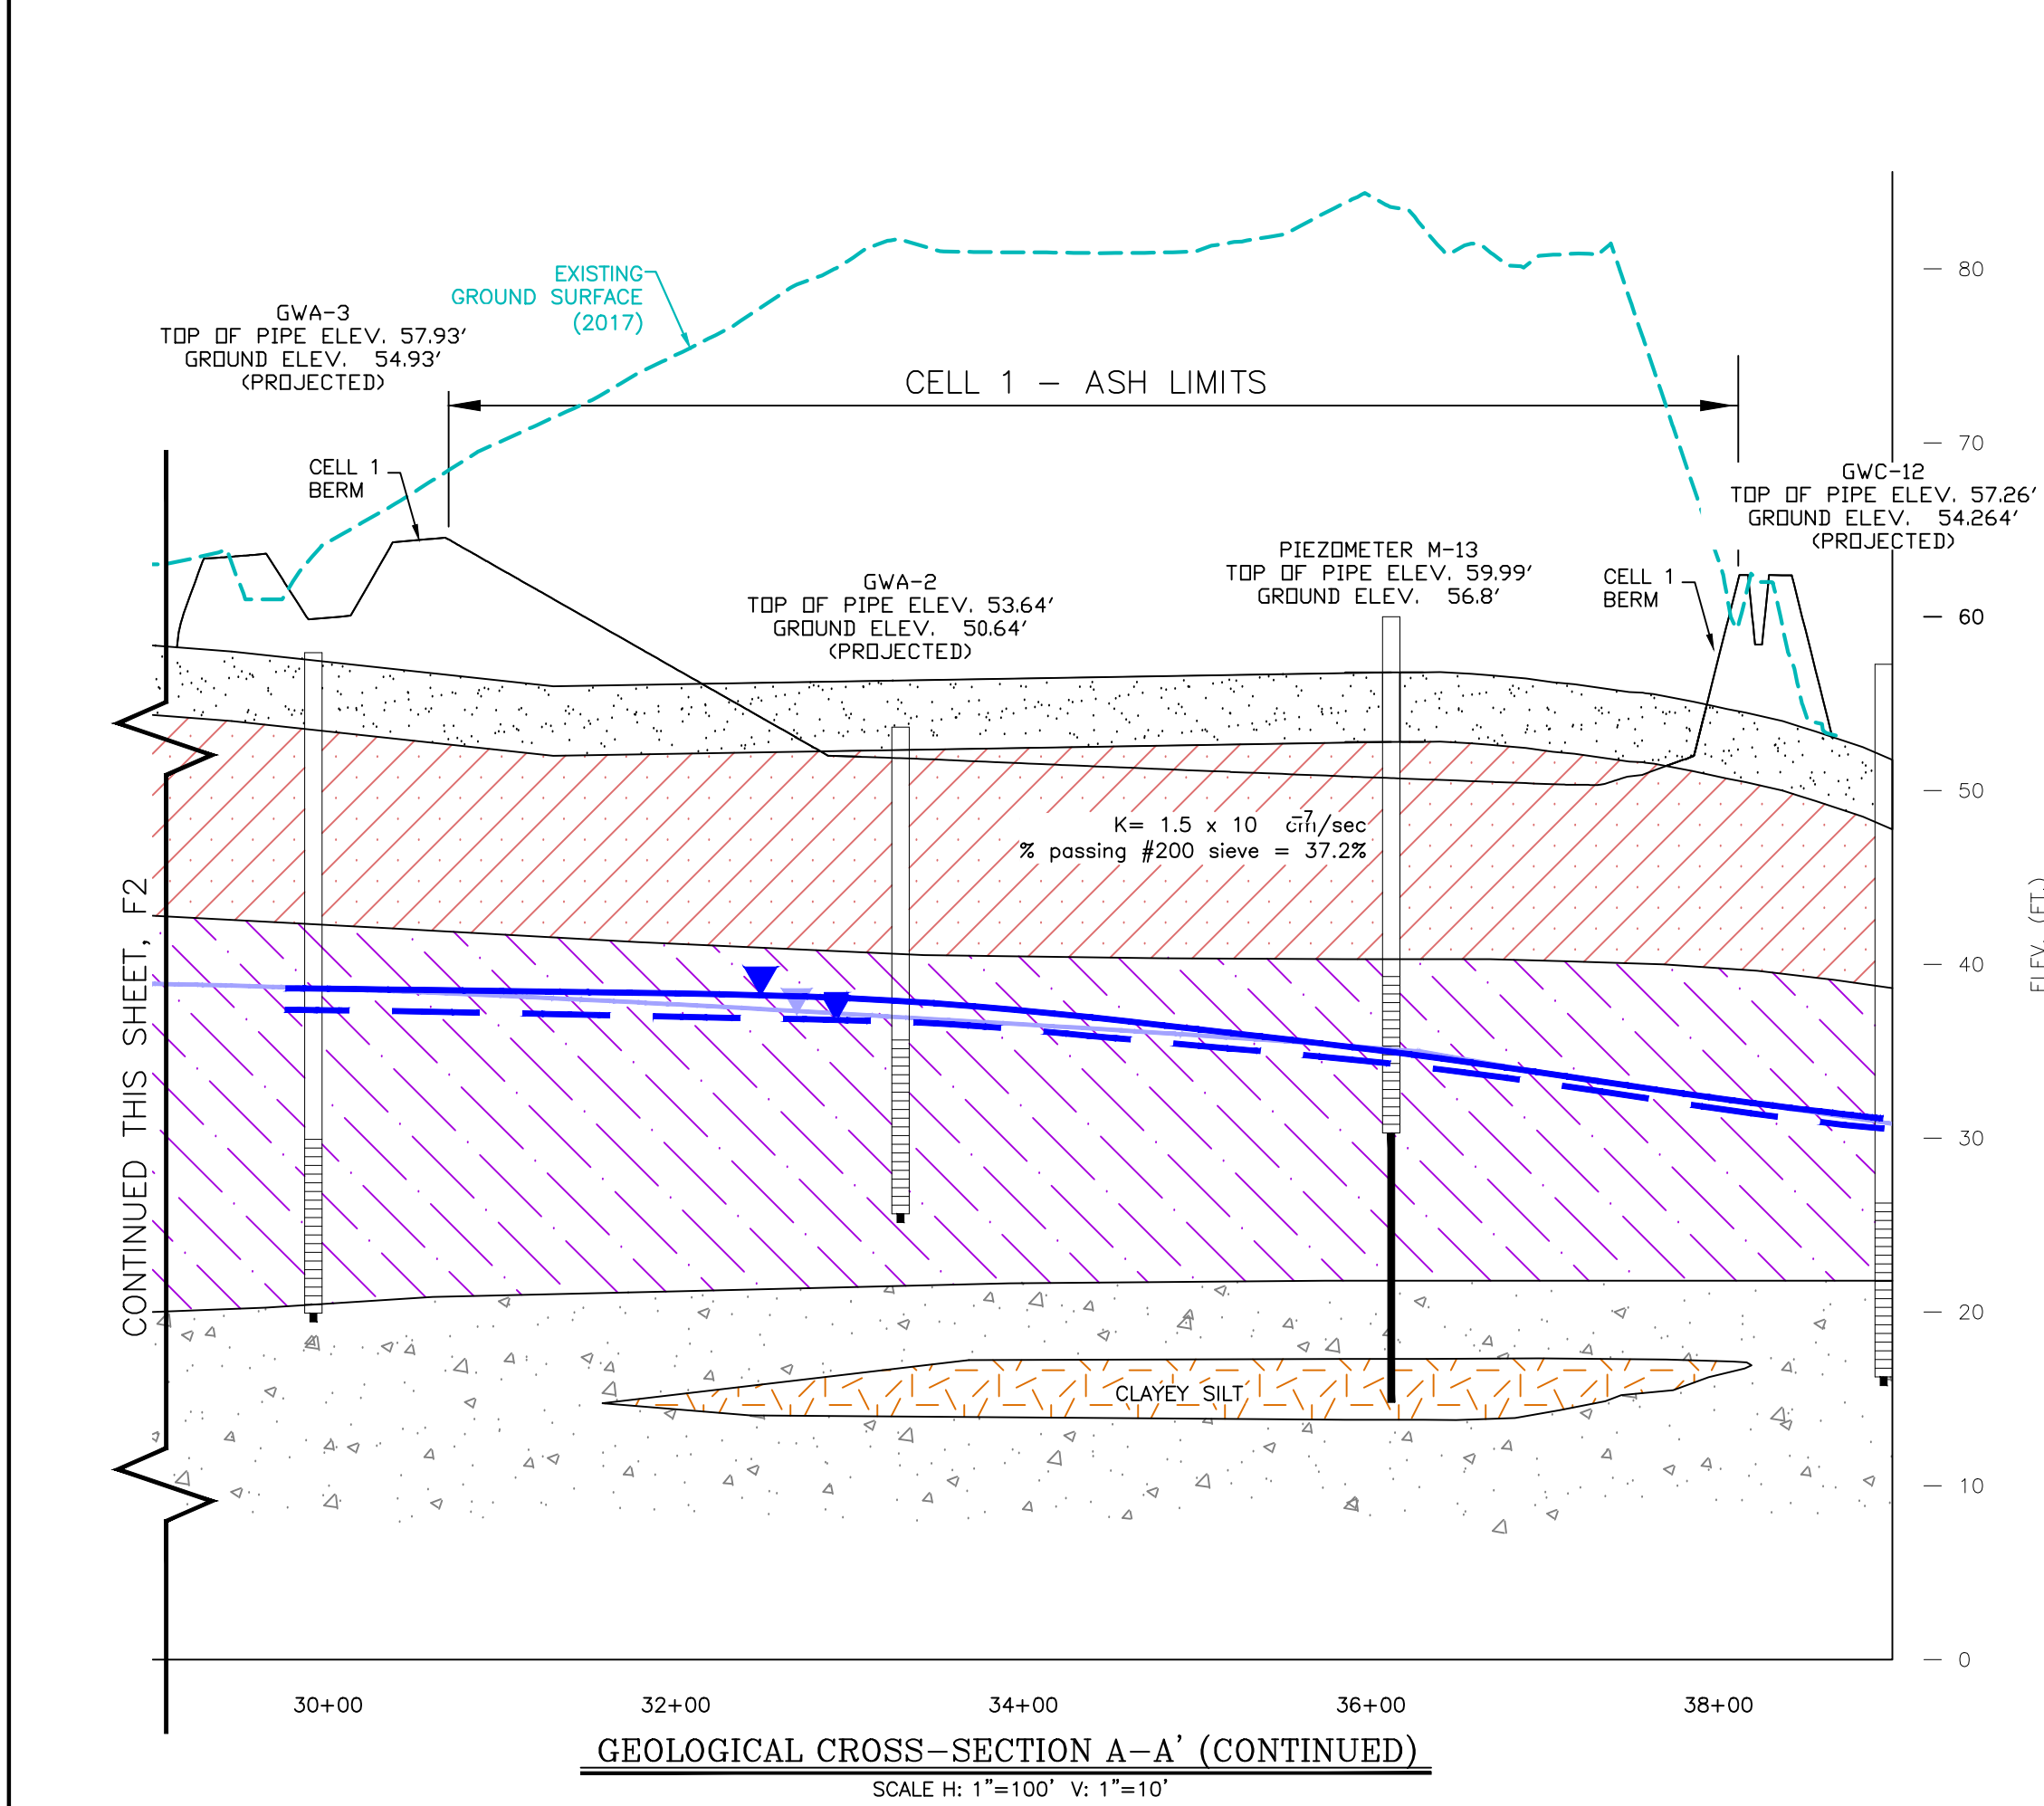 EXISTING
GROUND SURFACE
(2017)
GWA-3
TOP OF PIPE ELEV. 57.93'
GROUND ELEV. 54.93'
(PROJECTED)
CELL 1 - ASH LIMITS
CELL 1
BERM
GWC-12
TOP OF PIPE ELEV. 57.26'
GROUND ELEV. 54.264'
(PROJECTED)
PIEZOMETER M-13
TOP OF PIPE ELEV. 59.99'
GROUND ELEV. 56.8'
GWA-2
TOP OF PIPE ELEV. 53.64'
GROUND ELEV. 50.64'
(PROJECTED)
CELL 1
BERM
K= 1.5 x 10 -7 cm/sec
% passing #200 sieve = 37.2%
CLAYEY SILT
CONTINUED THIS SHEET, F2
80
70
60
50
40
30
20
10
0
ELEV. (FT.)
30+00
32+00
34+00
36+00
38+00
GEOLOGICAL CROSS-SECTION A-A' (CONTINUED)
SCALE H: 1"=100' V: 1"=10'